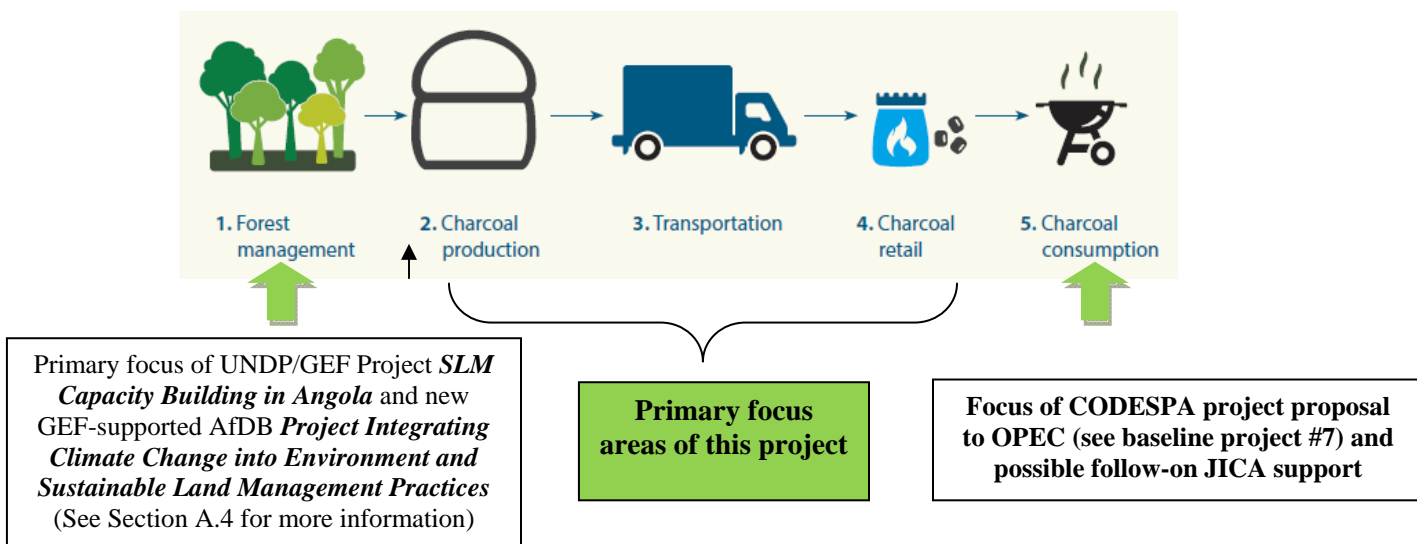 1. Forest
management
2. Charcoal
production
3. Transportation
4. Charcoal
retail
5. Charcoal
consumption
Primary focus of UNDP/GEF Project SLM
Capacity Building in Angola and new
GEF-supported AfDB Project Integrating
Climate Change into Environment and
Sustainable Land Management Practices
(See Section A.4 for more information)
Primary focus
areas of this project
Focus of CODESPA project proposal
to OPEC (see baseline project #7) and
possible follow-on JICA support